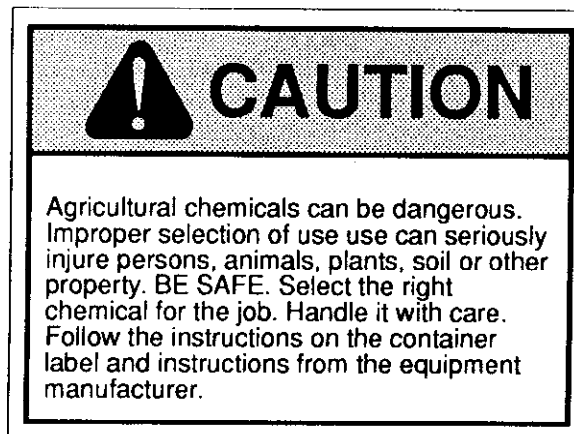 CAUTION
Agricultural chemicals can be dangerous.
Improper selection of use use can seriously
injure persons, animals, plants, soil or other
property. BE SAFE. Select the right
chemical for the job. Handle it with care.
Follow the instructions on the container
label and instructions from the equipment
manufacturer.